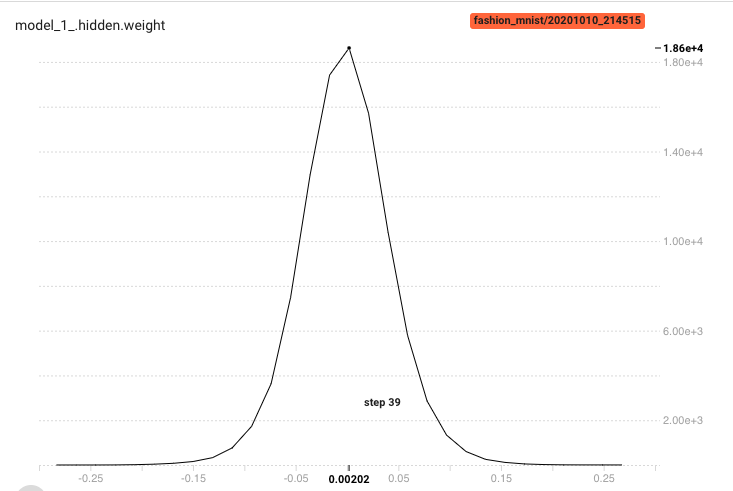 model_1_.hidden.weight
fashion_mnist/20201010_214515
1.86e+4
1.80e+4
1.40e+4
1.00e+4
6.00e+3
step 39
2.00e+3
-0.25 -0.15 -0.05 0.00202 0.05 0.15 0.25